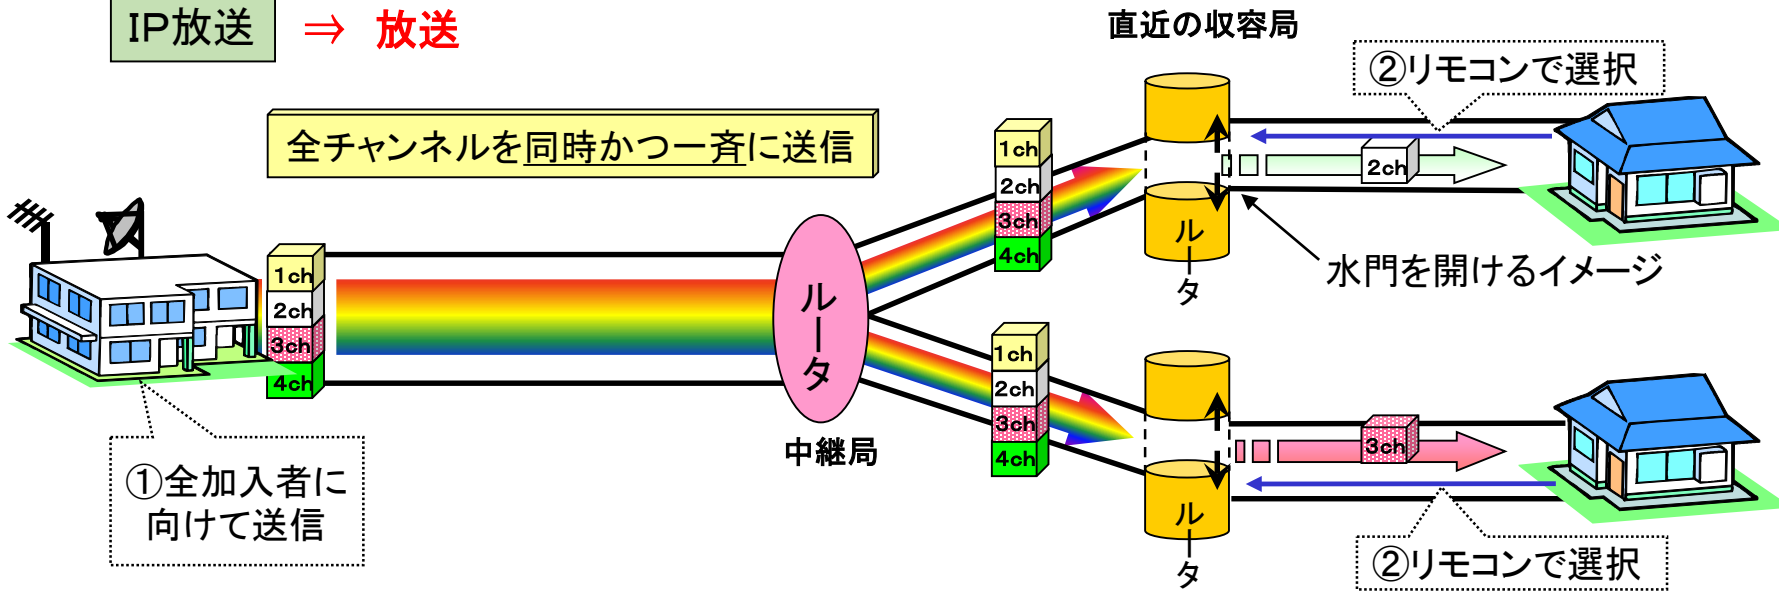 IP放送 ⇒ 放送
直近の収容局
②リモコンで選択
全チャンネルを同時かつ一斉に送信
1ch
2ch
3ch
4ch
2ch
ルータ
水門を開けるイメージ
1ch
2ch
3ch
4ch
ルータ
中継局
1ch
2ch
3ch
4ch
3ch
ルータ
①全加入者に
向けて送信
②リモコンで選択